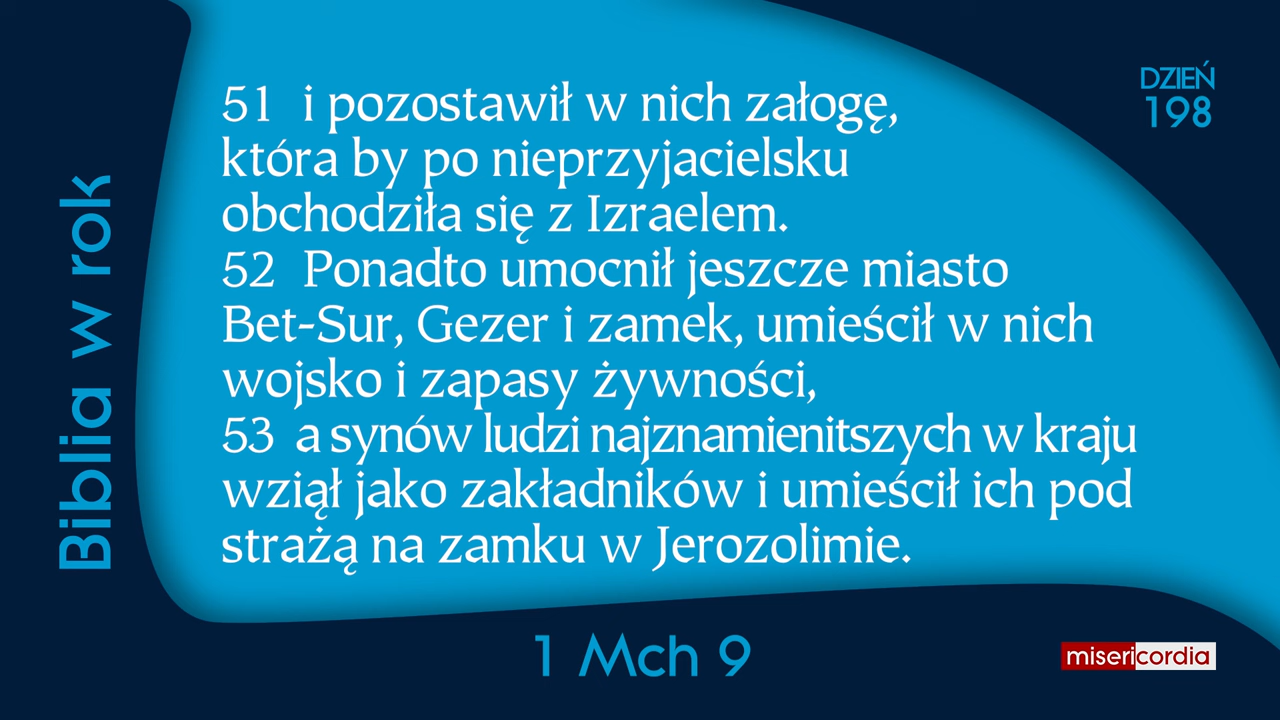 DZIEŃ
198
51 i pozostawił w nich załogę,
która by po nieprzyjacielsku
obchodziła się z Izraelem.
52 Ponadto umocnił jeszcze miasto
Bet-Sur, Gezer i zamek, umieścił w nich
wojsko i zapasy żywności,
53 a synów ludzi najznamienitszych w kraju
wziął jako zakładników i umieścił ich pod
strażą na zamku w Jerozolimie.
Biblia w rok
1 Mch 9
misericordia